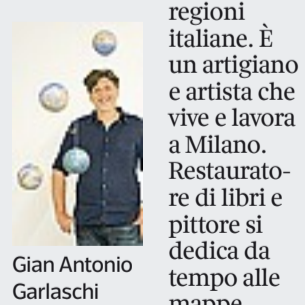 regioni
italiane. È
un artigiano
e artista che
vive e lavora
a Milano.
Restaurato-
re di libri e
pittore si
dedica da
tempo alle
mappe
Gian Antonio
Garlaschi